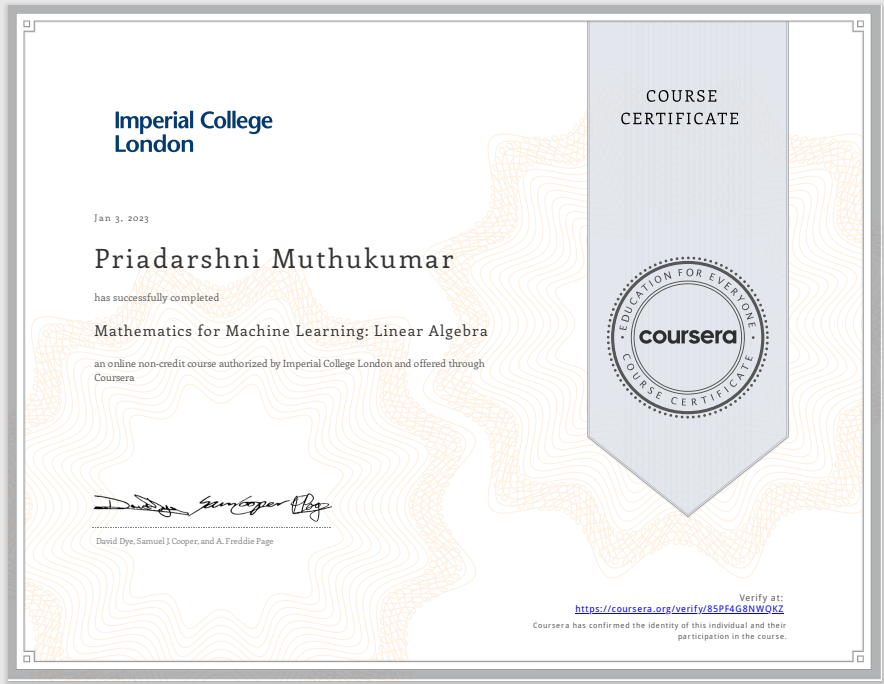 Imperial College
London
COURSE
CERTIFICATE
Jan 3, 2023
Priadarshni Muthukumar
has successfully completed
Mathematics for Machine Learning: Linear Algebra
an online non-credit course authorized by Imperial College London and offered through
Coursera
EDUCATION FOR EVERYONE
coursera
COURSE CERTIFICATE
David Dye, Samuel J. Cooper, and A. Freddie Page
Verify at:
https://coursera.org/verify/85PF4G8NWQKZ
Coursera has confirmed the identity of this individual and their
participation in the course.